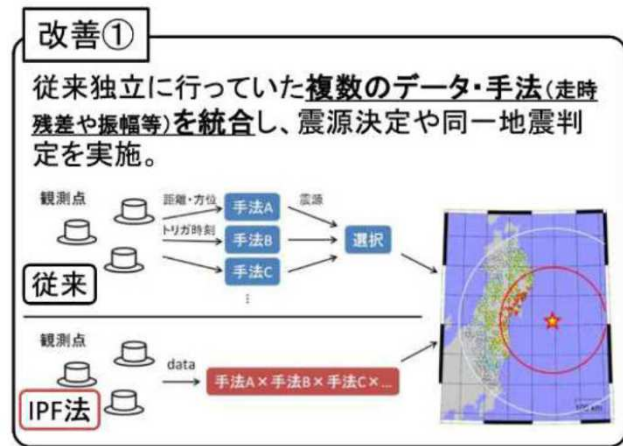 改善①
従来独立に行っていた複数のデータ・手法(走時
残差や振幅等)を統合し、震源決定や同一地震判
定を実施。
観測点
距離・方位
手法A
震源
トリガ時刻
手法B
選択
手法C
⋮
従来
観測点
data
手法A×手法B×手法C×…
IPF法